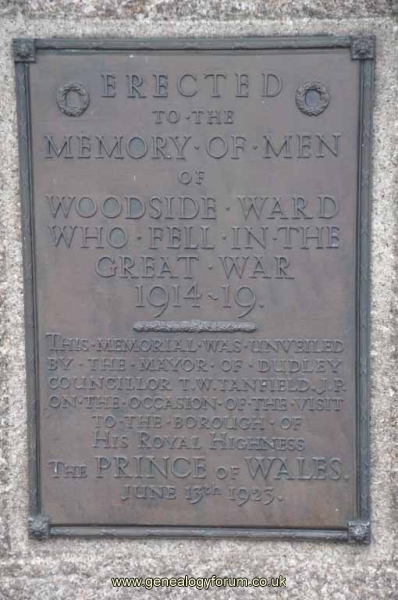 ERECTED
TO · THE
MEMORY · OF · MEN
OF
WOODSIDE · WARD
WHO · FELL · IN · THE
GREAT · WAR
1914~19.
THIS · MEMORIAL · WAS · UNVEILED
BY · THE · MAYOR · OF · DUDLEY
COUNCILLOR T.W. TANFIELD. J.P.
ON · THE · OCCASION · OF · THE · VISIT
TO · THE · BOROUGH · OF
HIS ROYAL HIGHNESS
THE PRINCE OF WALES.
JUNE 13th 1923.
www.genealogyforum.co.uk